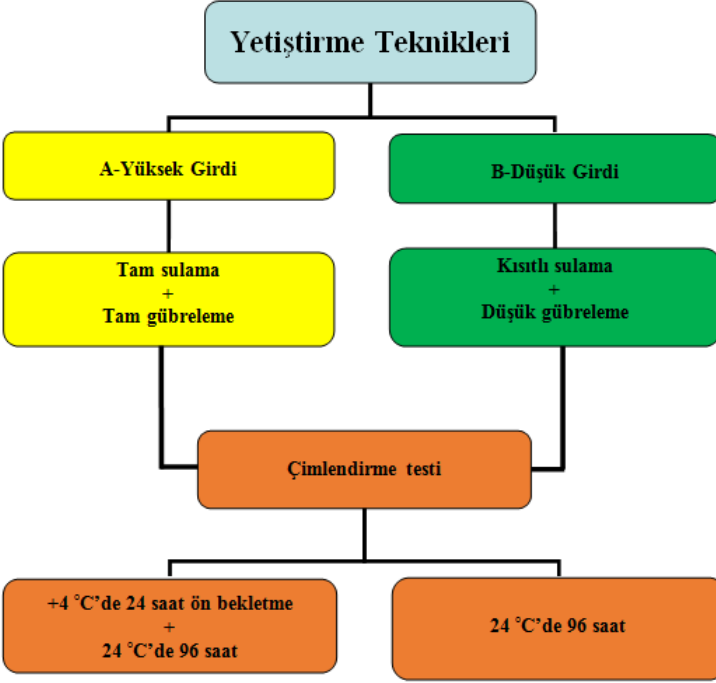 Yetiştirme Teknikleri
A-Yüksek Girdi
B-Düşük Girdi
Tam sulama
+
Tam gübreleme
Kısıtlı sulama
+
Düşük gübreleme
Çimlendirme testi
+4 °C’de 24 saat ön bekletme
+
24 °C’de 96 saat
24 °C’de 96 saat